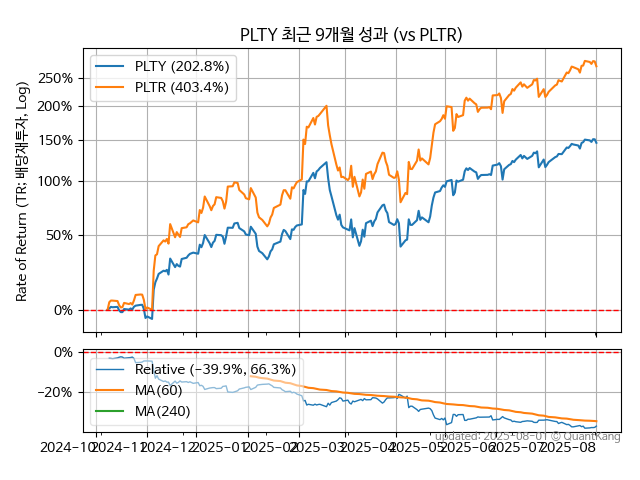 PLTY 최근 9개월 성과 (vs PLTR)
Rate of Return (TR: 배당재투자, Log)
PLTY (202.8%)
PLTR (403.4%)
250%
200%
150%
100%
50%
0%
0%
−20%
Relative (−39.9%, 66.3%)
MA(60)
MA(240)
2024−10 2024−11 2024−12 2025−01 2025−02 2025−03 2025−04 2025−05 2025−06 2025−07 2025−08
updated: 2025-08-01 © QuantKang